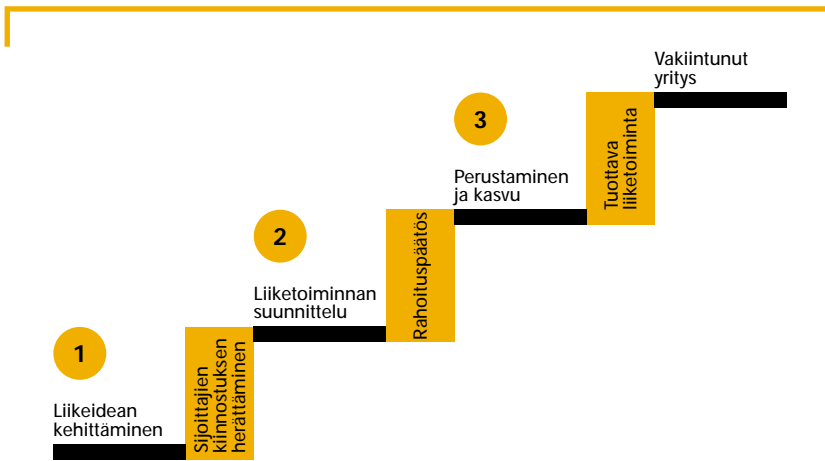 1
Liikeidean
kehittäminen
Sijoittajien
kiinnostuksen
herättäminen
2
Liiketoiminnan
suunnittelu
Rahoituspäätös
3
Perustaminen
ja kasvu
Tuottava
liiketoiminta
Vakiintunut
yritys